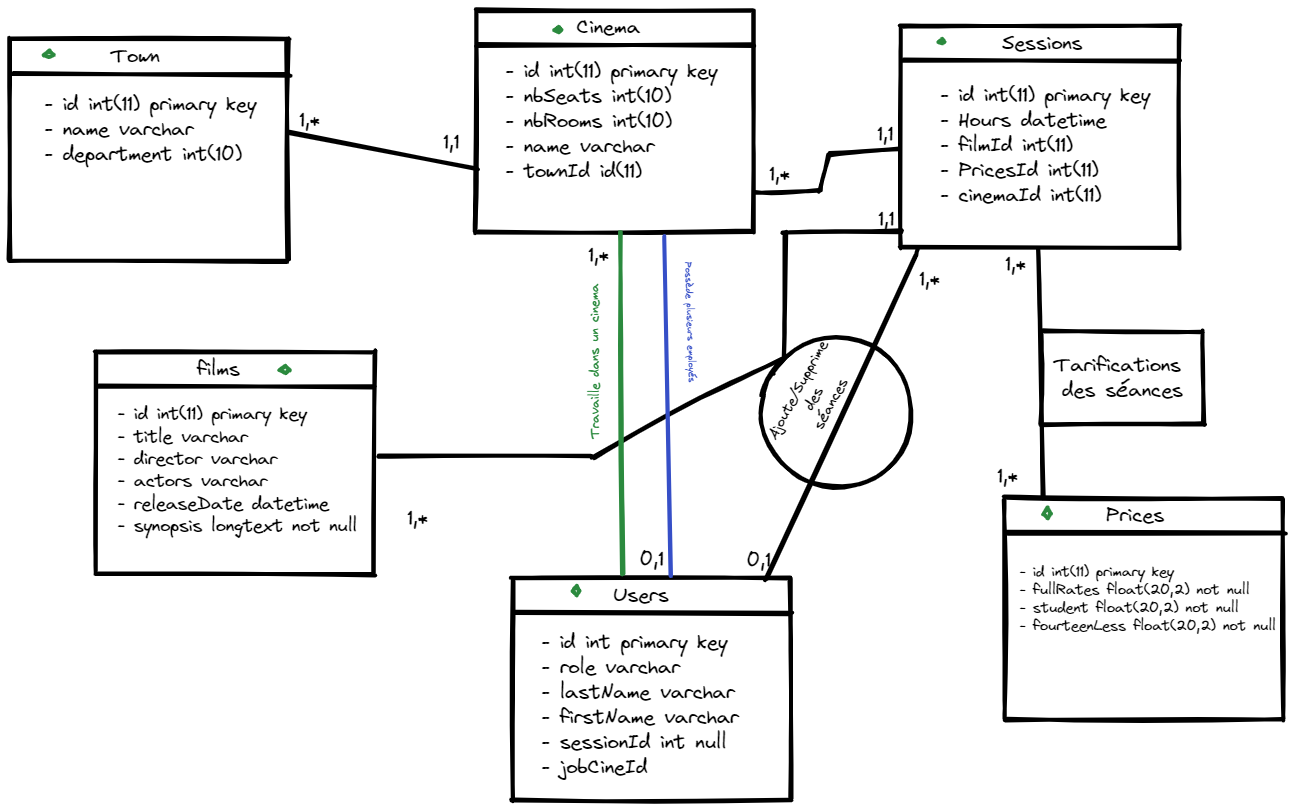 Town
- id int(11) primary key
- name varchar
- department int(10)
1,*
1,1
Cinema
- id int(11) primary key
- nbSeats int(10)
- nbRooms int(10)
- name varchar
- townId id(11)
1,*
1,1
Sessions
- id int(11) primary key
- Hours datetime
- filmId int(11)
- PricesId int(11)
- cinemaId int(11)
1,1
1,*
1,*
1,*
Travaille dans un cinema
Possède plusieurs employés
films
- id int(11) primary key
- title varchar
- director varchar
- actors varchar
- releaseDate datetime
- synopsis longtext not null
1,*
Ajoute/Supprime
des
séances
Tarifications
des séances
1,*
0,1
0,1
Users
- id int primary key
- role varchar
- lastName varchar
- firstName varchar
- sessionId int null
- jobCineId
Prices
- id int(11) primary key
- fullRates float(20,2) not null
- student float(20,2) not null
- fourteenLess float(20,2) not null